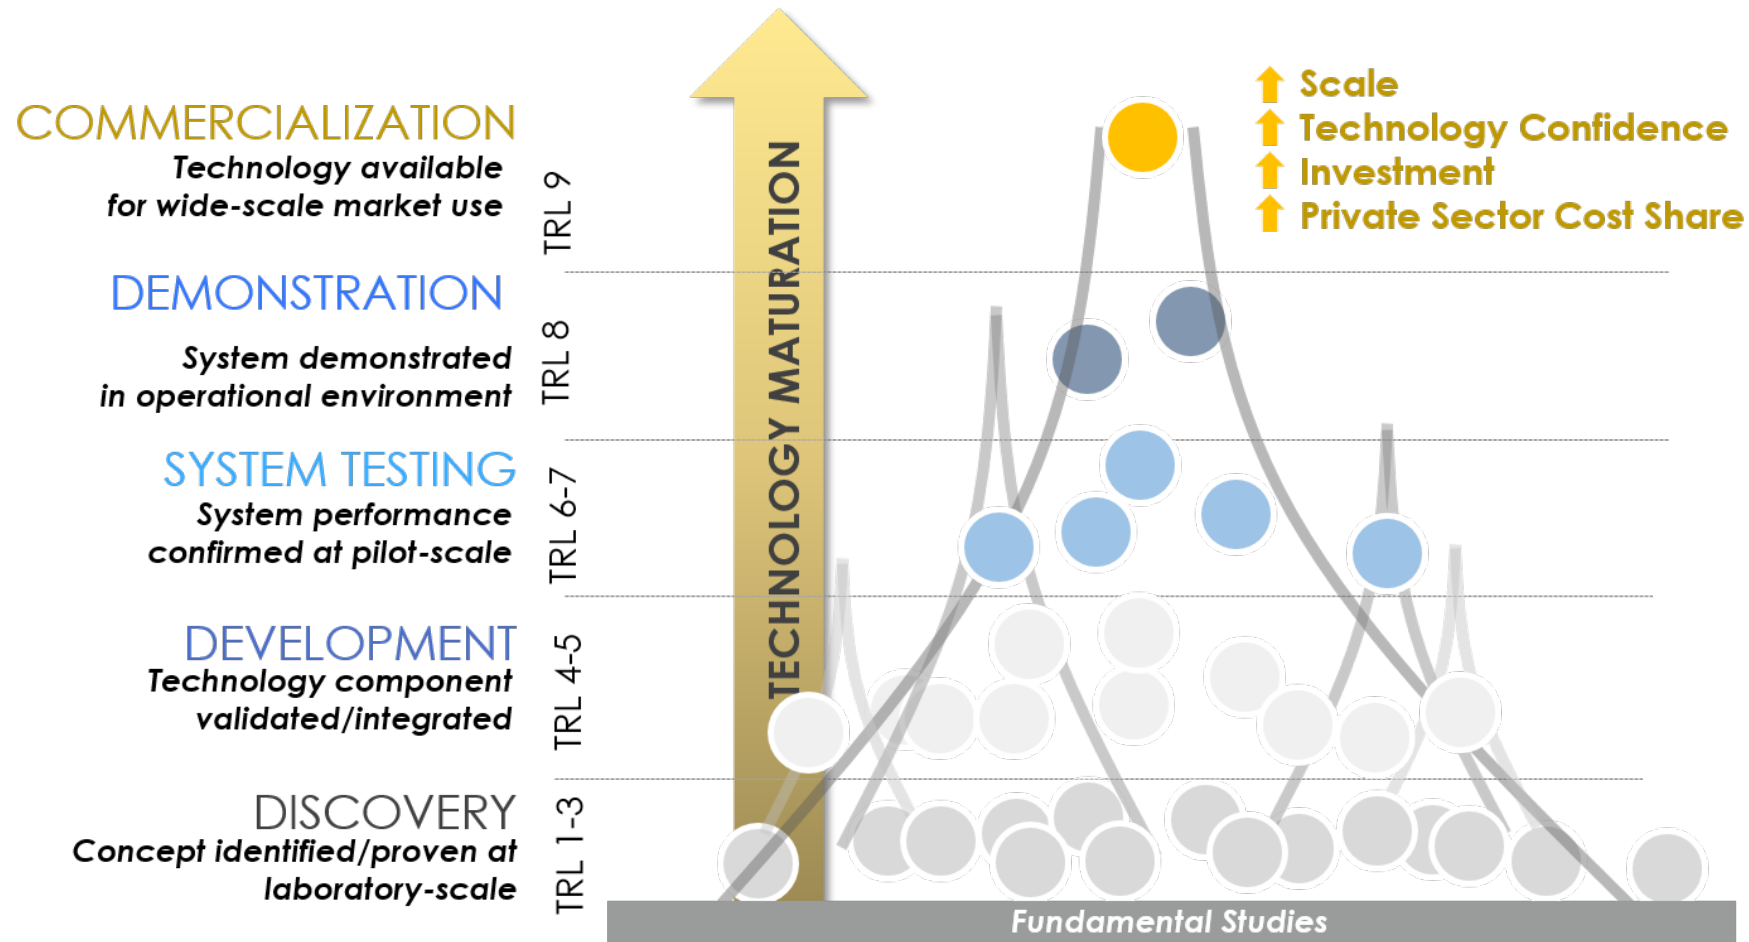 COMMERCIALIZATION
Technology available
for wide-scale market use
TRL 9
DEMONSTRATION
System demonstrated
in operational environment
TRL 8
SYSTEM TESTING
System performance
confirmed at pilot-scale
TRL 6-7
DEVELOPMENT
Technology component
validated/integrated
TRL 4-5
DISCOVERY
Concept identified/proven at
laboratory-scale
TRL 1-3
TECHNOLOGY MATURATION
Scale
Technology Confidence
Investment
Private Sector Cost Share
Fundamental Studies